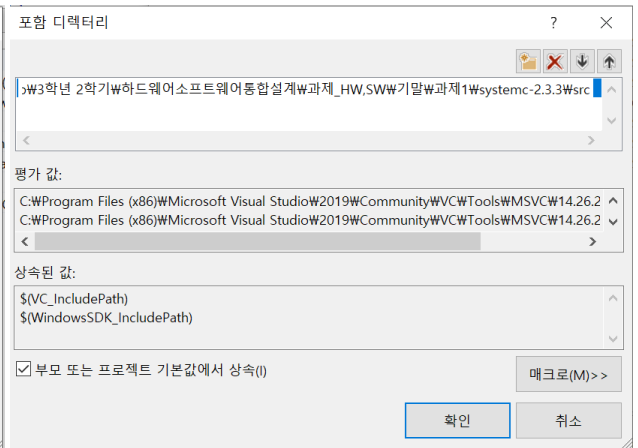 포함 디렉터리
₩3학년 2학기₩하드웨어소프트웨어통합설계₩과제_HW,SW₩기말₩과제1₩systemc-2.3.3₩src
평가 값:
C:₩Program Files (x86)₩Microsoft Visual Studio₩2019₩Community₩VC₩Tools₩MSVC₩14.26.2
C:₩Program Files (x86)₩Microsoft Visual Studio₩2019₩Community₩VC₩Tools₩MSVC₩14.26.2
상속된 값:
$(VC_IncludePath)
$(WindowsSDK_IncludePath)
부모 또는 프로젝트 기본값에서 상속(I)
매크로(M)>>
확인 취소